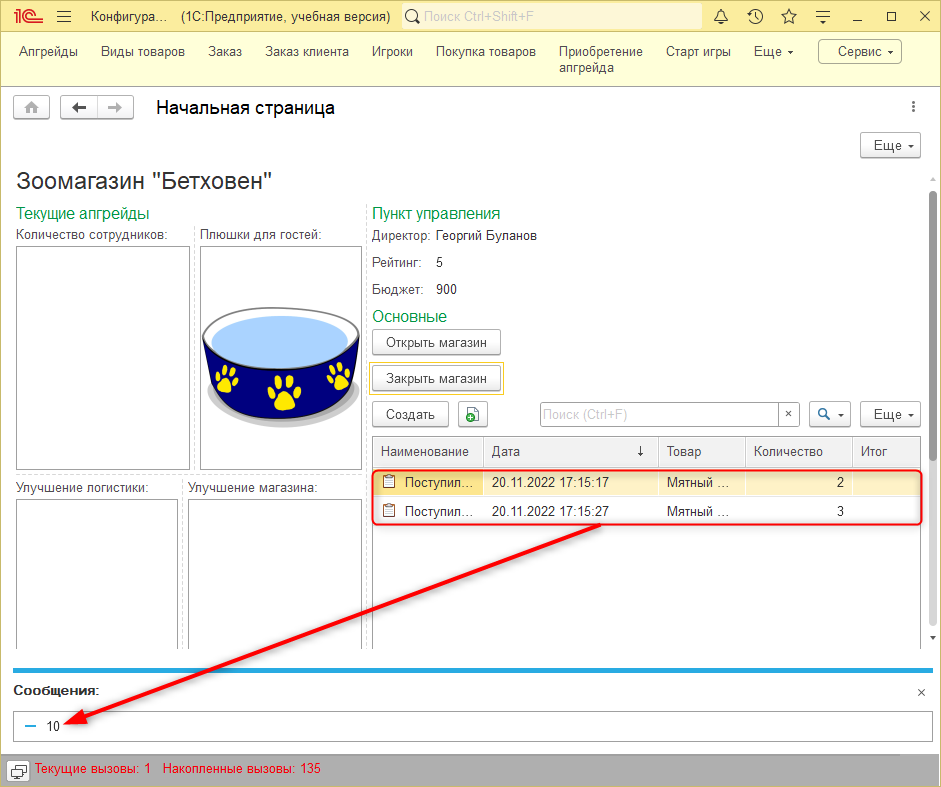 1С Конфигура... (1С:Предприятие, учебная версия) Поиск Ctrl+Shift+F
Апгрейды Виды товаров Заказ Заказ клиента Игроки Покупка товаров Приобретение апгрейда Старт игры Еще Сервис
Начальная страница
Еще
Зоомагазин "Бетховен"
Текущие апгрейды
Количество сотрудников: Плюшки для гостей:
Улучшение логистики: Улучшение магазина:
Пункт управления
Директор: Георгий Буланов
Рейтинг: 5
Бюджет: 900
Основные
Открыть магазин
Закрыть магазин
Создать Поиск (Ctrl+F) × Еще
Наименование Дата ↓ Товар Количество Итог
Поступил... 20.11.2022 17:15:17 Мятный ... 2
Поступил... 20.11.2022 17:15:27 Мятный ... 3
Сообщения: ×
10
Текущие вызовы: 1 Накопленные вызовы: 135